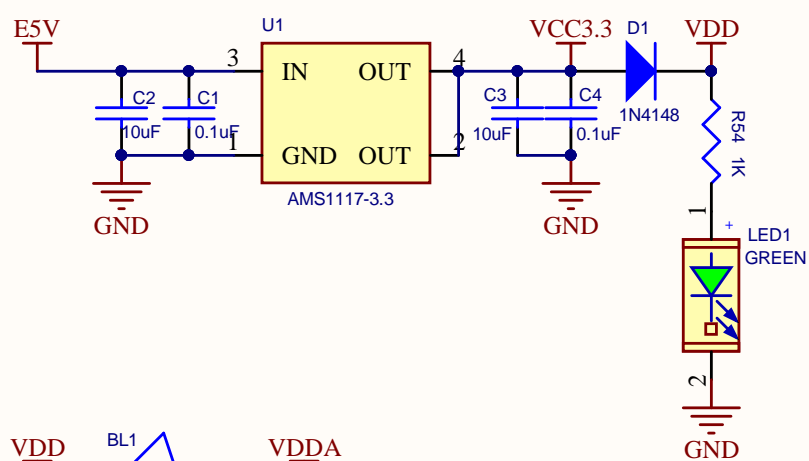 E5V
U1
VCC3.3
D1
VDD
3
IN
OUT
4
C2
10uF
C1
0.1uF
C3
10uF
C4
0.1uF
1N4148
R54 1K
1
GND
OUT
2
AMS1117-3.3
GND
GND
1
+
LED1
GREEN
2
GND
VDD
BL1
VDDA